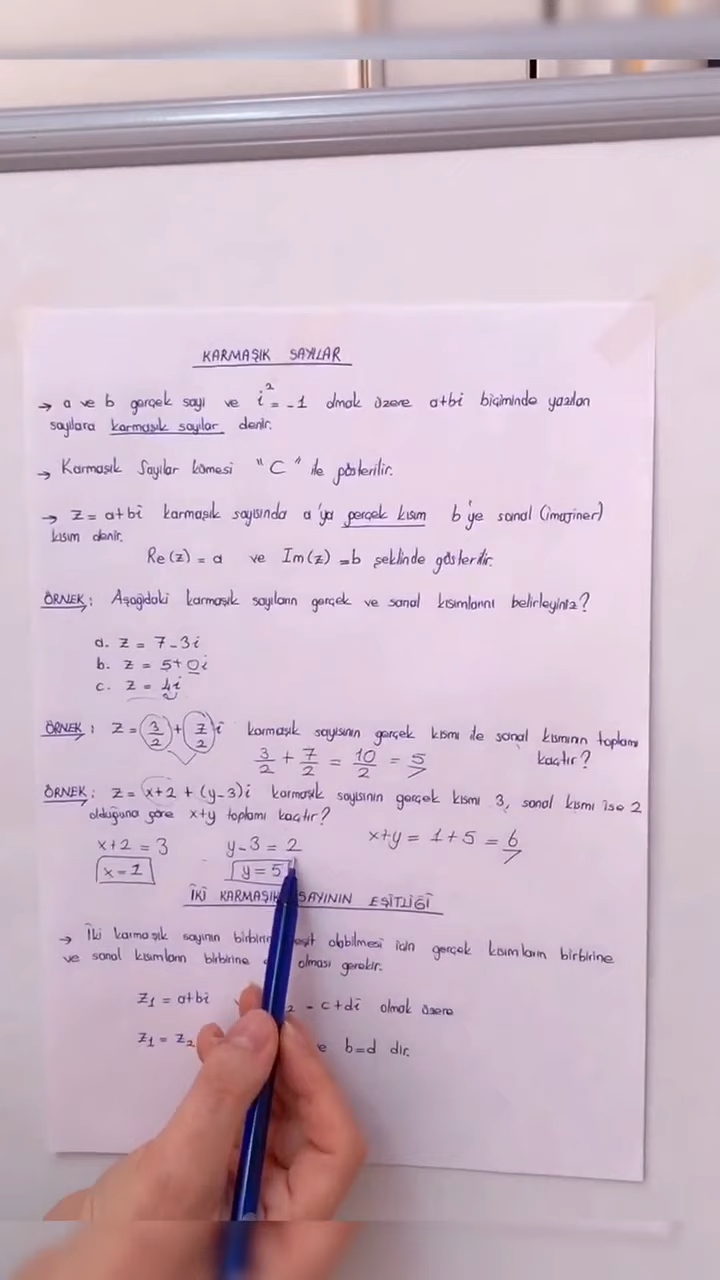 KARMAŞIK SAYILAR
→ a ve b gerçek sayı ve i² = -1 olmak üzere a+bi biçiminde yazılan
sayılara karmaşık sayılar denir.
→ Karmaşık Sayılar kümesi "C" ile gösterilir.
→ z = a+bi karmaşık sayısında a'ya gerçek kısım b'ye sanal (imajiner)
kısım denir.
Re(z) = a ve Im(z) = b şeklinde gösterilir.
ÖRNEK: Aşağıdaki karmaşık sayıların gerçek ve sanal kısımlarını belirleyiniz?
a. z = 7-3i
b. z = 5+0i
c. z = 4i
ÖRNEK: z = 3/2 + 7/2 i karmaşık sayısının gerçek kısmı ile sanal kısmının toplamı
kaçtır?
3/2 + 7/2 = 10/2 = 5
ÖRNEK: z = x+2 + (y-3)i karmaşık sayısının gerçek kısmı 3, sanal kısmı ise 2
olduğuna göre x+y toplamı kaçtır?
x+2 = 3 y-3 = 2 x+y = 1+5 = 6
x = 1 y = 5
İKİ KARMAŞIK SAYININ EŞİTLİĞİ
→ İki karmaşık sayının olabilmesi için gerçek kısımların birbirine
ve sanal kısımların birbirine olması gerekir.
z₁ = a+bi = c+di olmak üzere
z₁ = z₂ b=d dir.